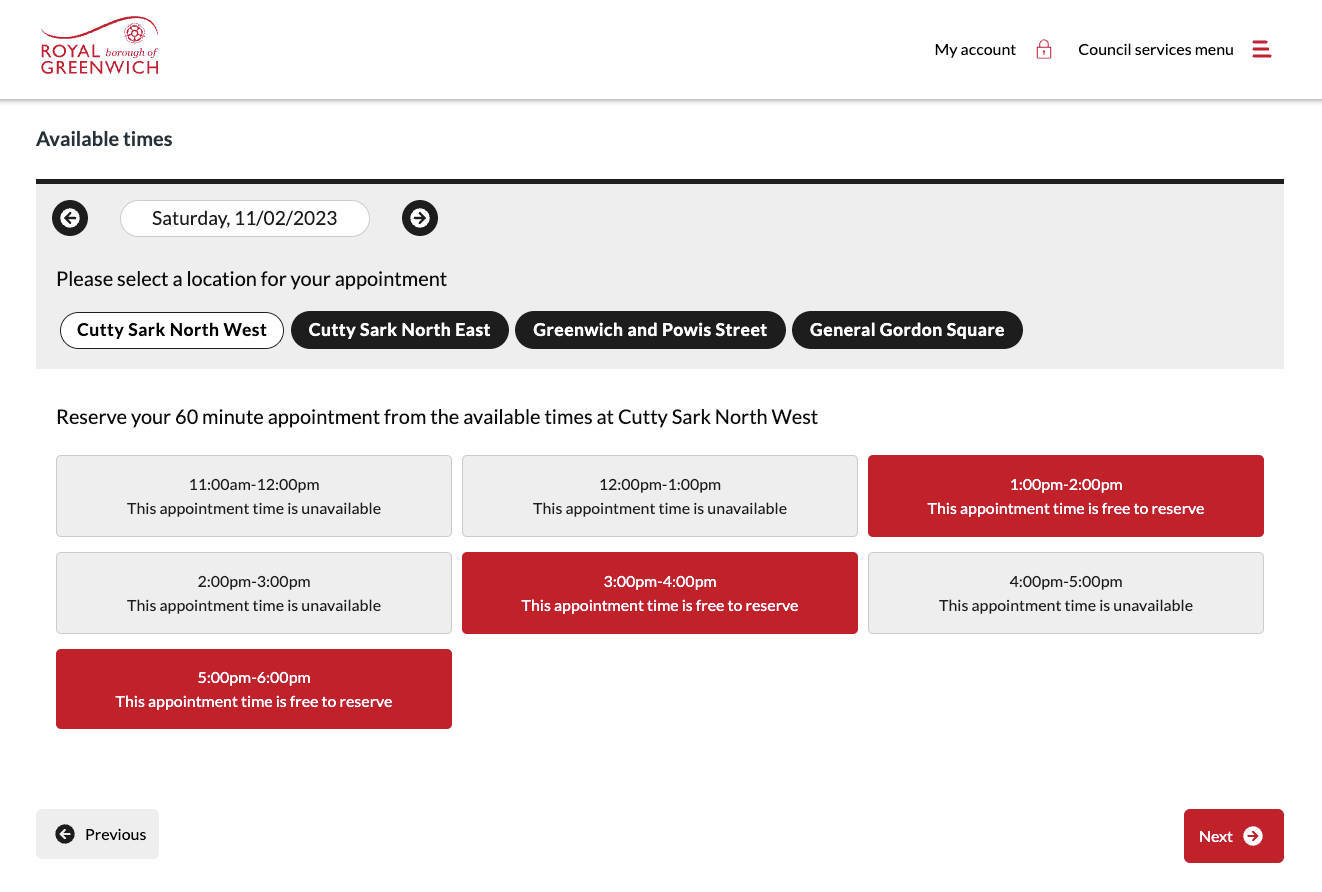 ROYAL borough of
GREENWICH
My account
Council services menu
Available times
Saturday, 11/02/2023
Please select a location for your appointment
Cutty Sark North West
Cutty Sark North East
Greenwich and Powis Street
General Gordon Square
Reserve your 60 minute appointment from the available times at Cutty Sark North West
11:00am-12:00pm
This appointment time is unavailable
12:00pm-1:00pm
This appointment time is unavailable
1:00pm-2:00pm
This appointment time is free to reserve
2:00pm-3:00pm
This appointment time is unavailable
3:00pm-4:00pm
This appointment time is free to reserve
4:00pm-5:00pm
This appointment time is unavailable
5:00pm-6:00pm
This appointment time is free to reserve
Previous
Next